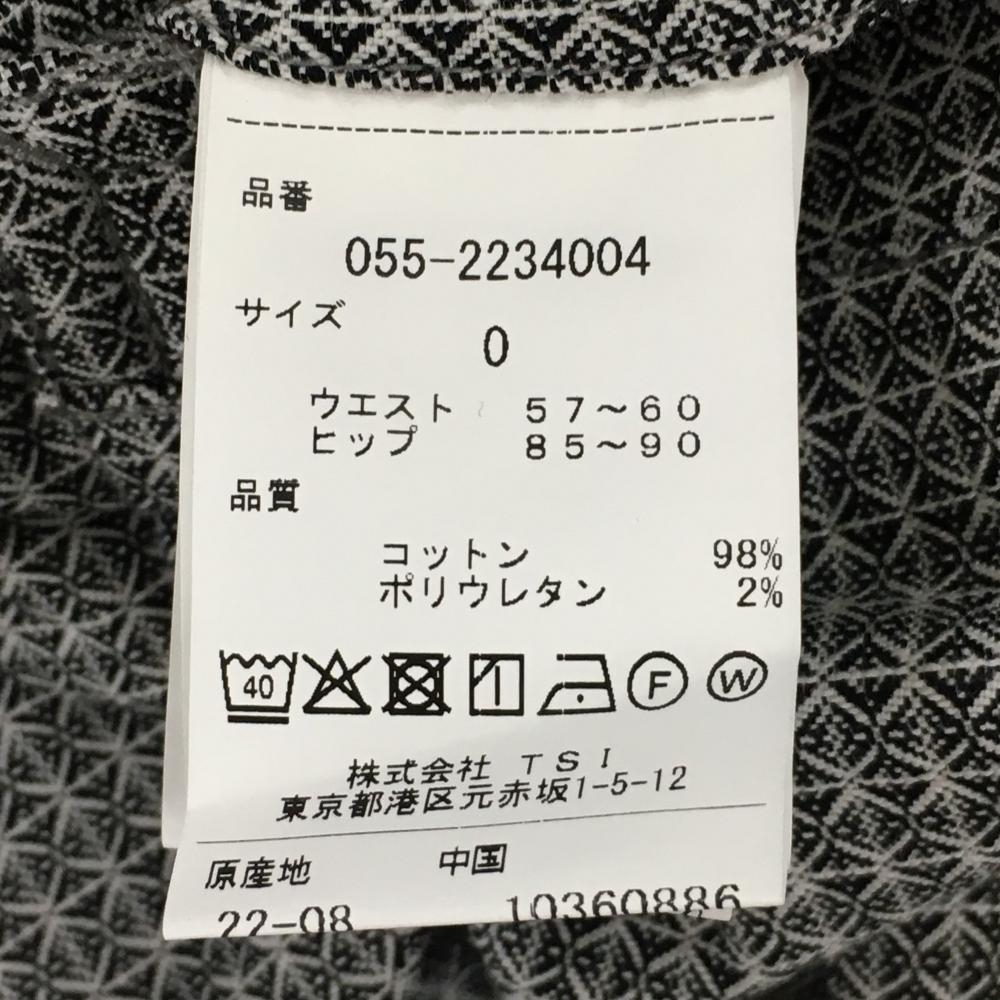 品番
055-2234004
サイズ
0
ウエスト 57～60
ヒップ 85～90
品質
コットン 98%
ポリウレタン 2%
40 F W
株式会社 TSI
東京都港区元赤坂1-5-12
原産地 中国
22-08 10360886